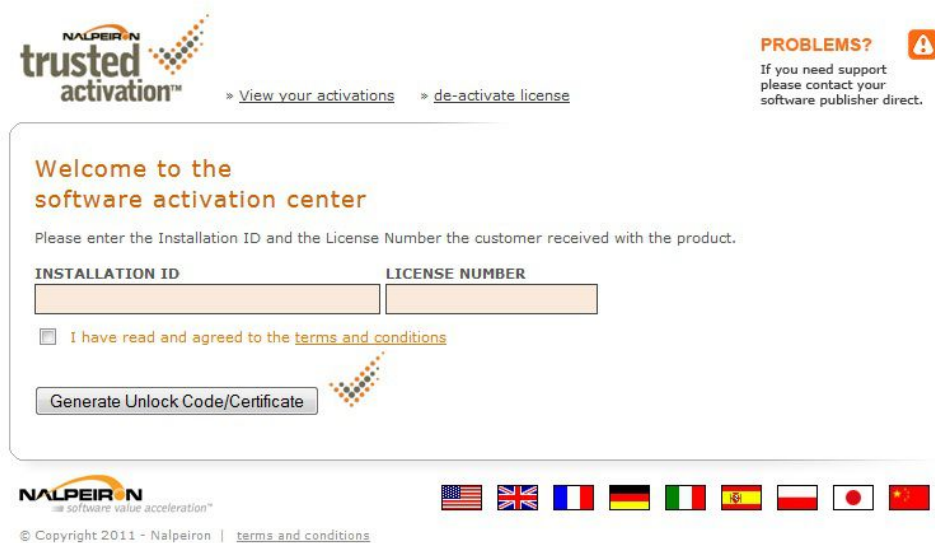 NALPEIRON
trusted
activation™
» View your activations » de-activate license
PROBLEMS?
If you need support
please contact your
software publisher direct.
Welcome to the
software activation center
Please enter the Installation ID and the License Number the customer received with the product.
INSTALLATION ID LICENSE NUMBER
I have read and agreed to the terms and conditions
Generate Unlock Code/Certificate
NALPEIRON
software value acceleration™
© Copyright 2011 - Nalpeiron | terms and conditions